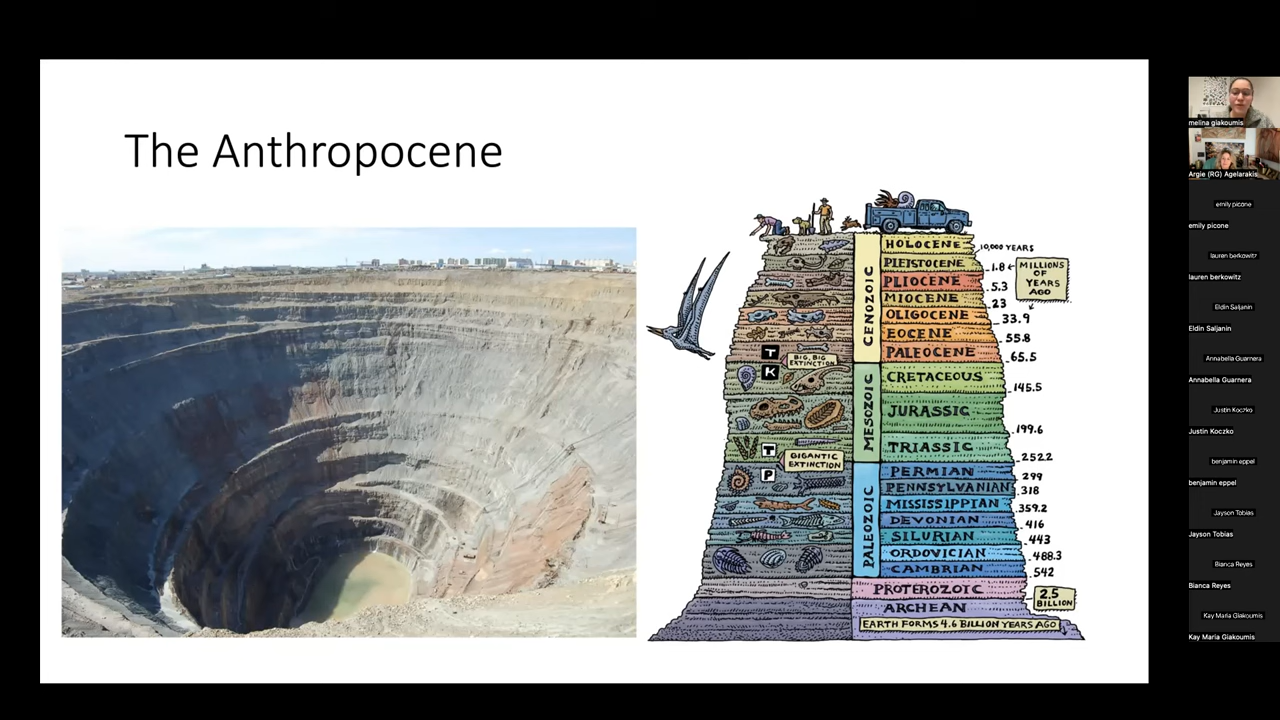 The Anthropocene
HOLOCENE
PLEISTOCENE
PLIOCENE
MIOCENE
OLIGOCENE
EOCENE
PALEOCENE
CRETACEOUS
JURASSIC
TRIASSIC
PERMIAN
PENNSYLVANIAN
MISSISSIPPIAN
DEVONIAN
SILURIAN
ORDOVICIAN
CAMBRIAN
PROTEROZOIC
ARCHEAN
EARTH FORMS 4.6 BILLION YEARS AGO
CENOZOIC
MESOZOIC
PALEOZOIC
T
K
BIG, BIG
EXTINCTION
T
P
GIGANTIC
EXTINCTION
10,000 YEARS
1.8
MILLIONS
OF
YEARS
AGO
5.3
23
33.9
55.8
65.5
145.5
199.6
252.2
299
318
359.2
416
443
488.3
542
2.5
BILLION
melina giakoumis
Argie (RG) Agelarakis
emily picone
emily picone
lauren berkowitz
lauren berkowitz
Eldin Saljanin
Eldin Saljanin
Annabella Guarnera
Annabella Guarnera
Justin Koczko
Justin Koczko
benjamin eppel
benjamin eppel
Jayson Tobias
Jayson Tobias
Bianca Reyes
Bianca Reyes
Kay Maria Giakoumis
Kay Maria Giakoumis